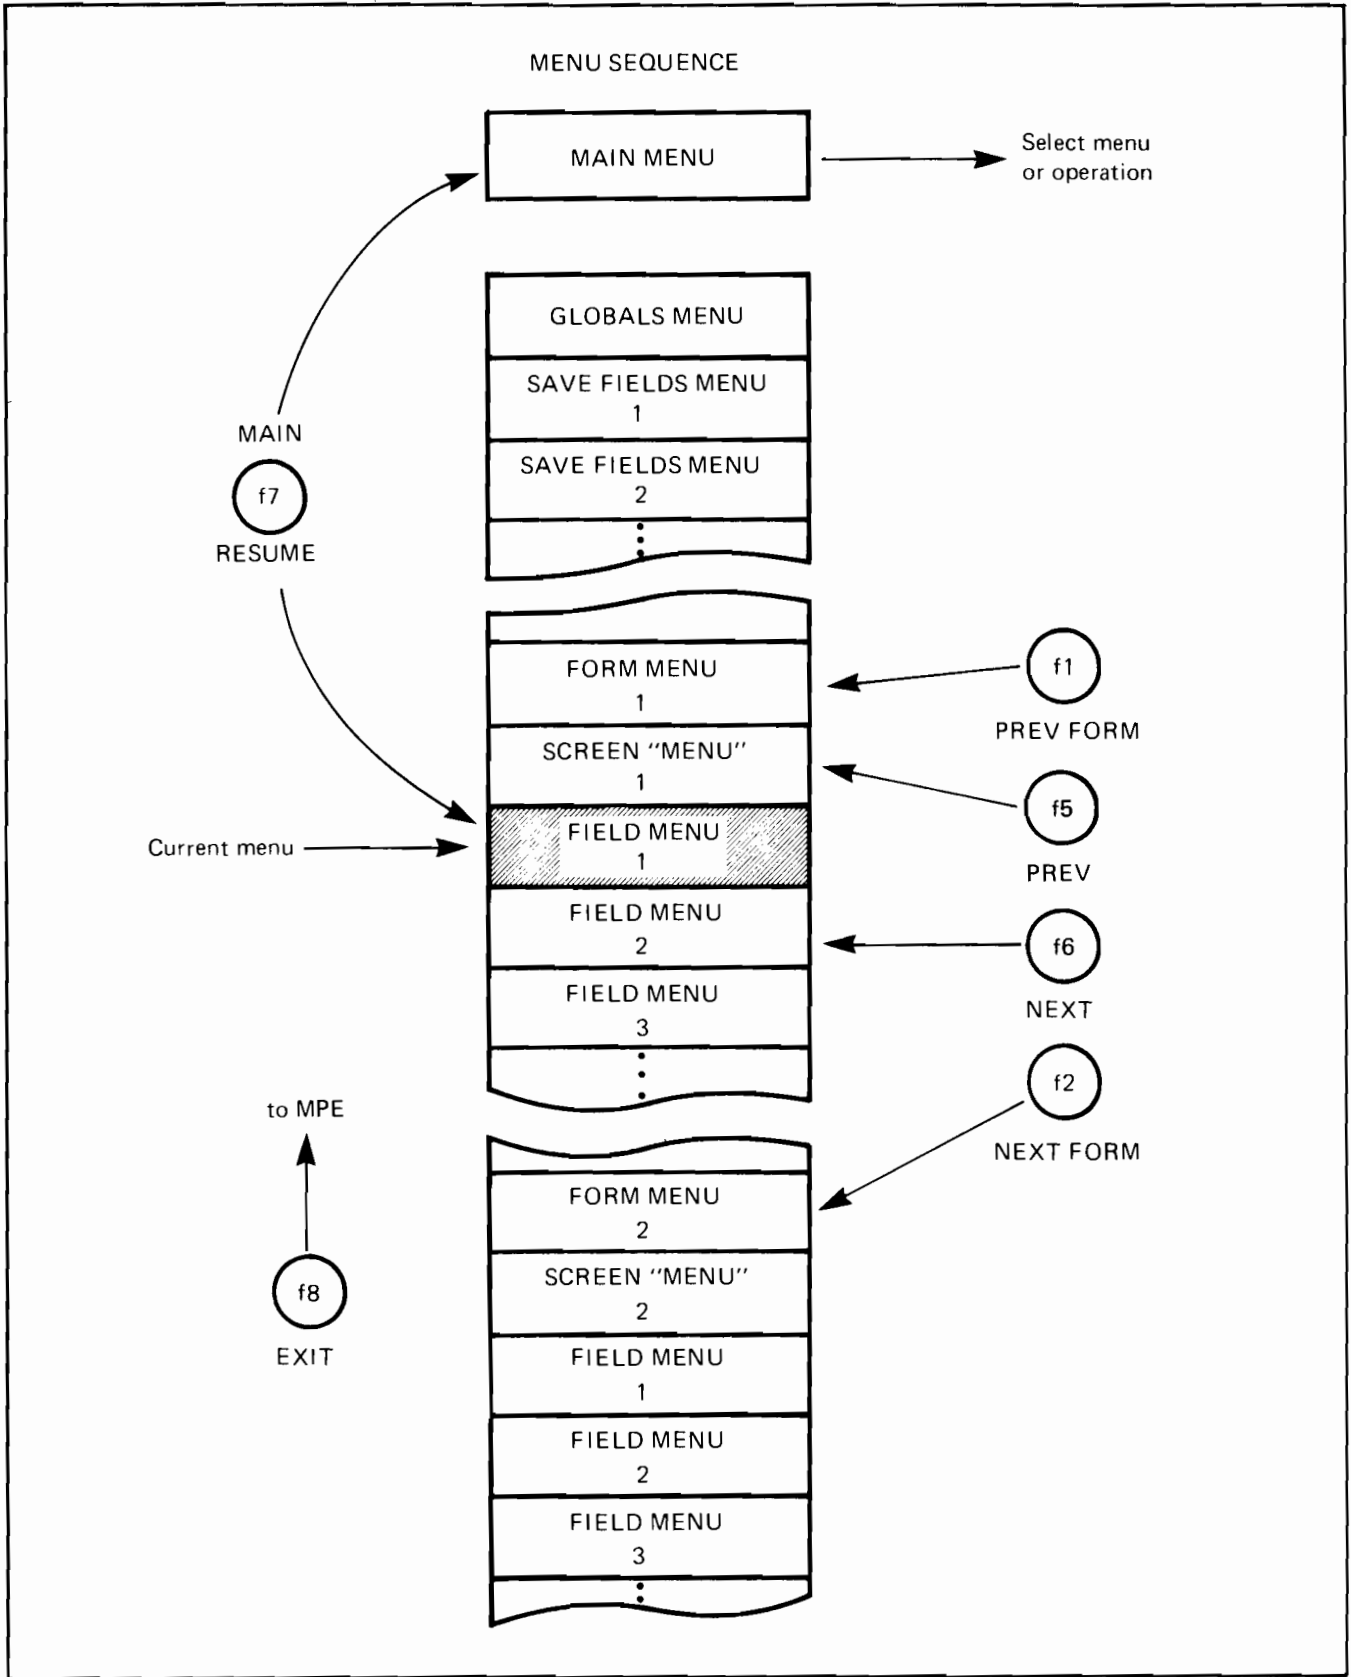 MENU SEQUENCE
MAIN MENU
Select menu
or operation
GLOBALS MENU
SAVE FIELDS MENU
1
SAVE FIELDS MENU
2
MAIN
f7
RESUME
FORM MENU
1
f1
PREV FORM
SCREEN "MENU"
1
f5
PREV
Current menu
FIELD MENU
1
FIELD MENU
2
f6
NEXT
FIELD MENU
3
f2
NEXT FORM
to MPE
f8
EXIT
FORM MENU
2
SCREEN "MENU"
2
FIELD MENU
1
FIELD MENU
2
FIELD MENU
3